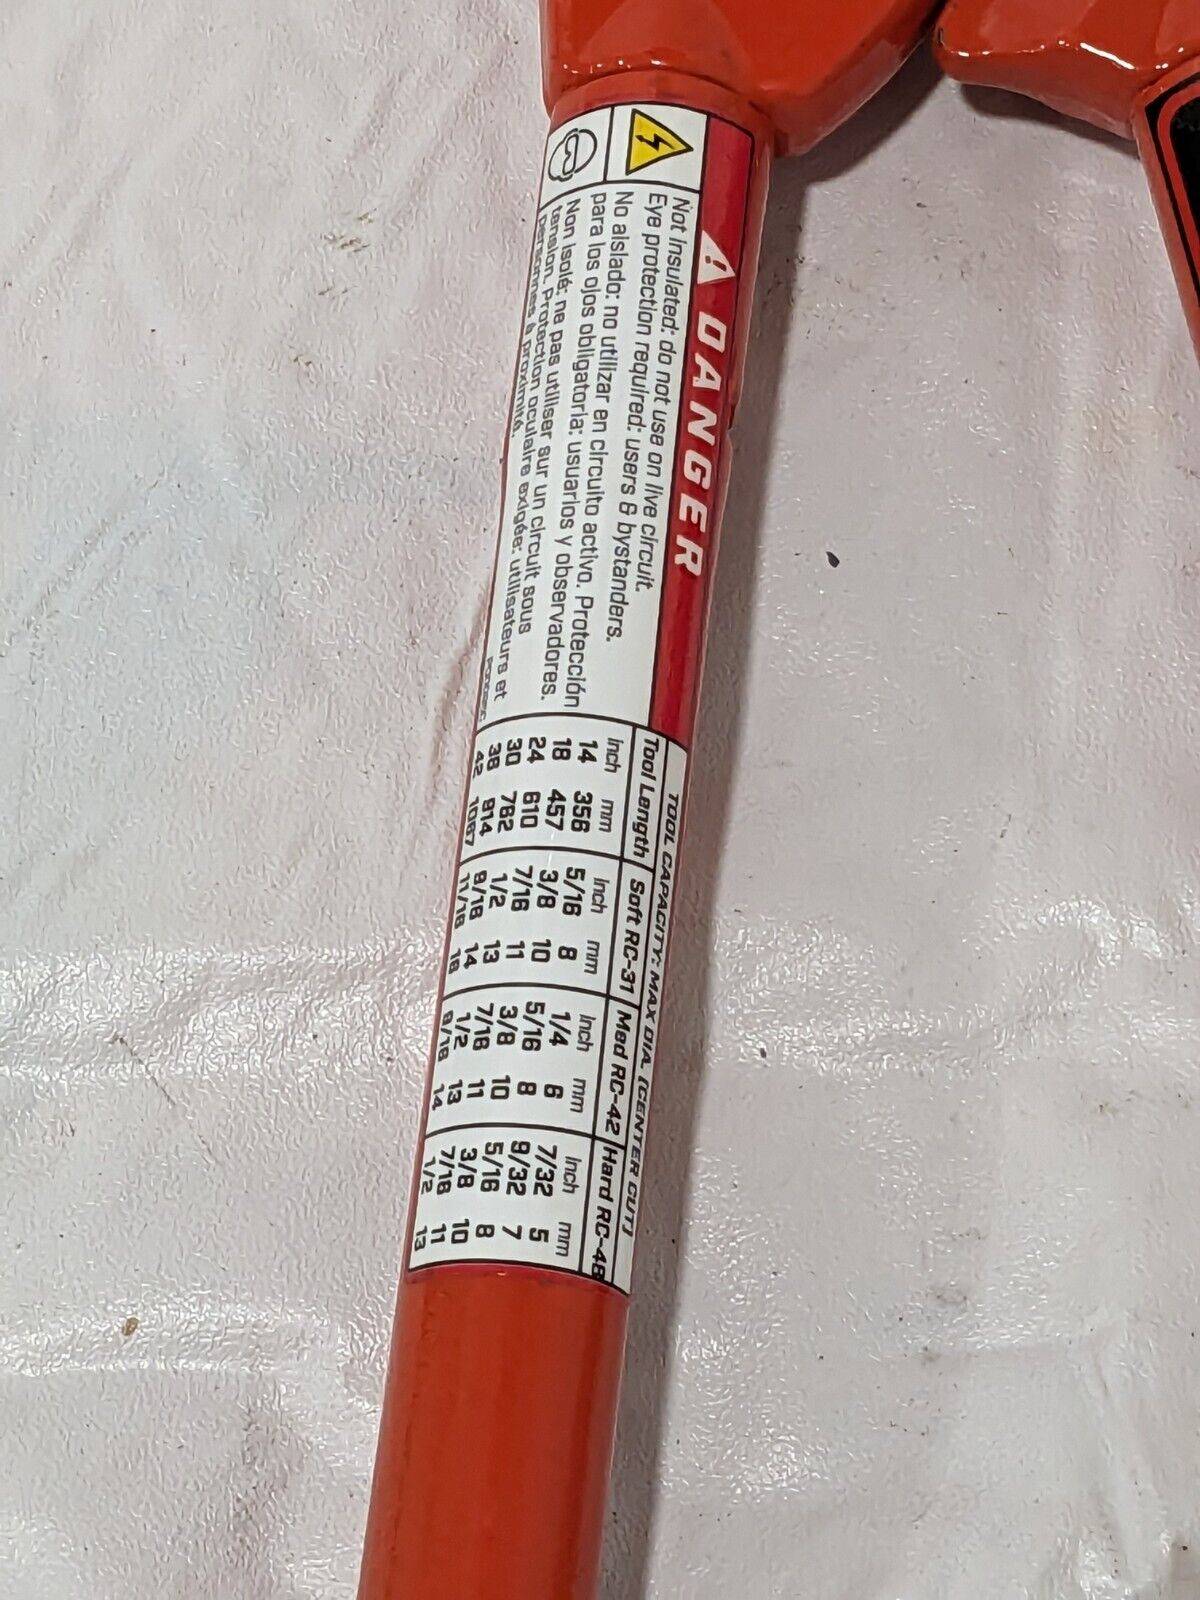 DANGER
Not Insulated: do not use on live circuit.
Eye protection required: users & bystanders.
No aislado: no utilizar en circuito activo. Protección
para los ojos obligatoria: usuarios y observadores.
Non isolé: ne pas utiliser sur un circuit sous
tension. Protection oculaire exigée: utilisateurs et
personnes à proximité.
TOOL CAPACITY: MAX DIA. (CENTER CUT)
Tool Length Soft RC-31 Med RC-42 Hard RC-48
Inch mm Inch mm Inch mm Inch mm
14 356 5/16 8 1/4 6 7/32 5
18 457 3/8 10 5/16 8 9/32 7
24 610 7/16 11 3/8 10 5/16 8
30 762 1/2 13 7/16 11 3/8 10
36 914 9/16 14 1/2 13 7/16 11
42 1067 11/16 18 9/16 14 1/2 13